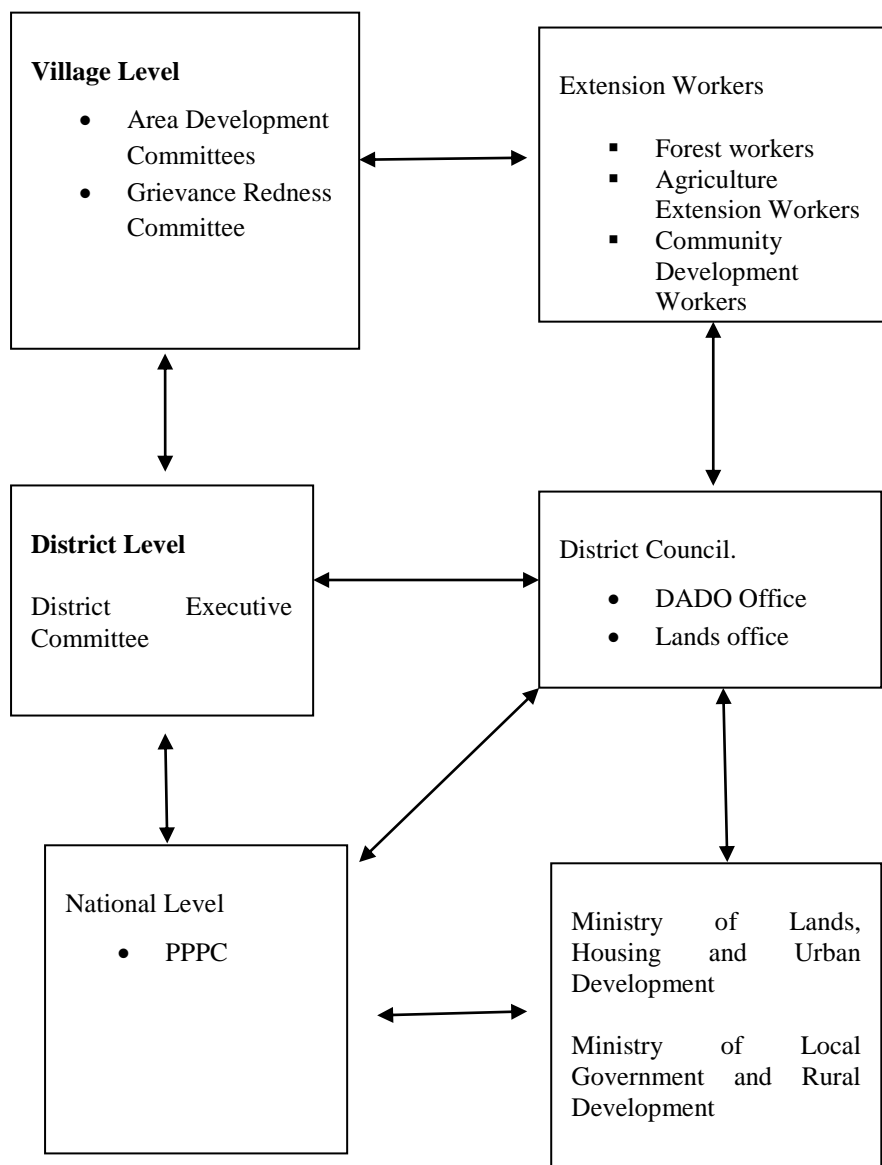 Village Level
• Area Development
Committees
• Grievance Redness
Committee
Extension Workers
▪ Forest workers
▪ Agriculture
Extension Workers
▪ Community
Development
Workers
District Level
District Executive
Committee
District Council.
• DADO Office
• Lands office
National Level
• PPPC
Ministry of Lands,
Housing and Urban
Development
Ministry of Local
Government and Rural
Development